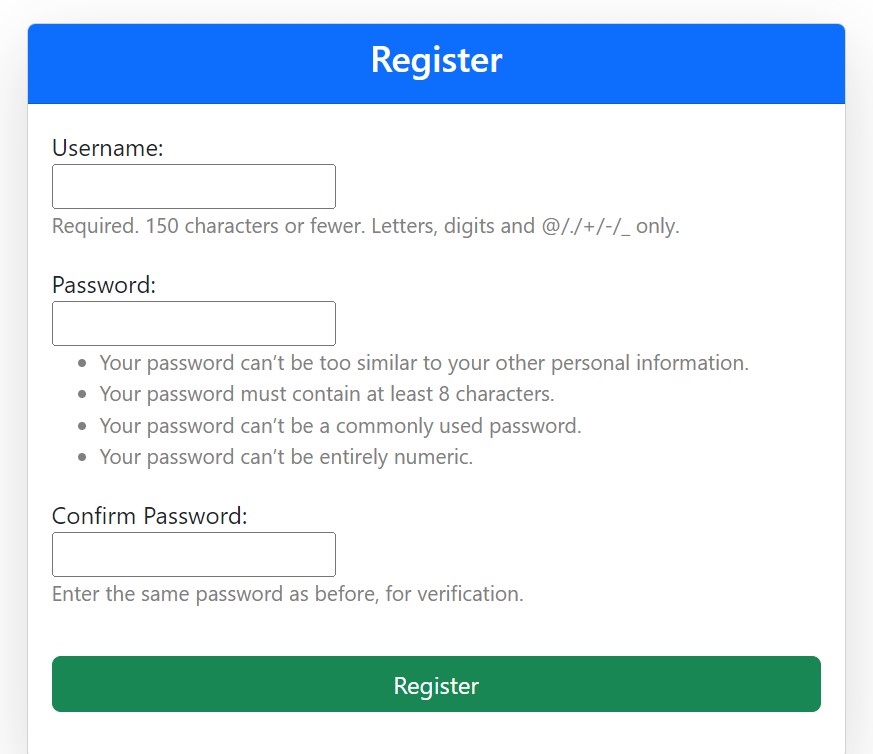 Register
Username:
Required. 150 characters or fewer. Letters, digits and @/./+/-/_ only.
Password:
Your password can’t be too similar to your other personal information.
Your password must contain at least 8 characters.
Your password can’t be a commonly used password.
Your password can’t be entirely numeric.
Confirm Password:
Enter the same password as before, for verification.
Register